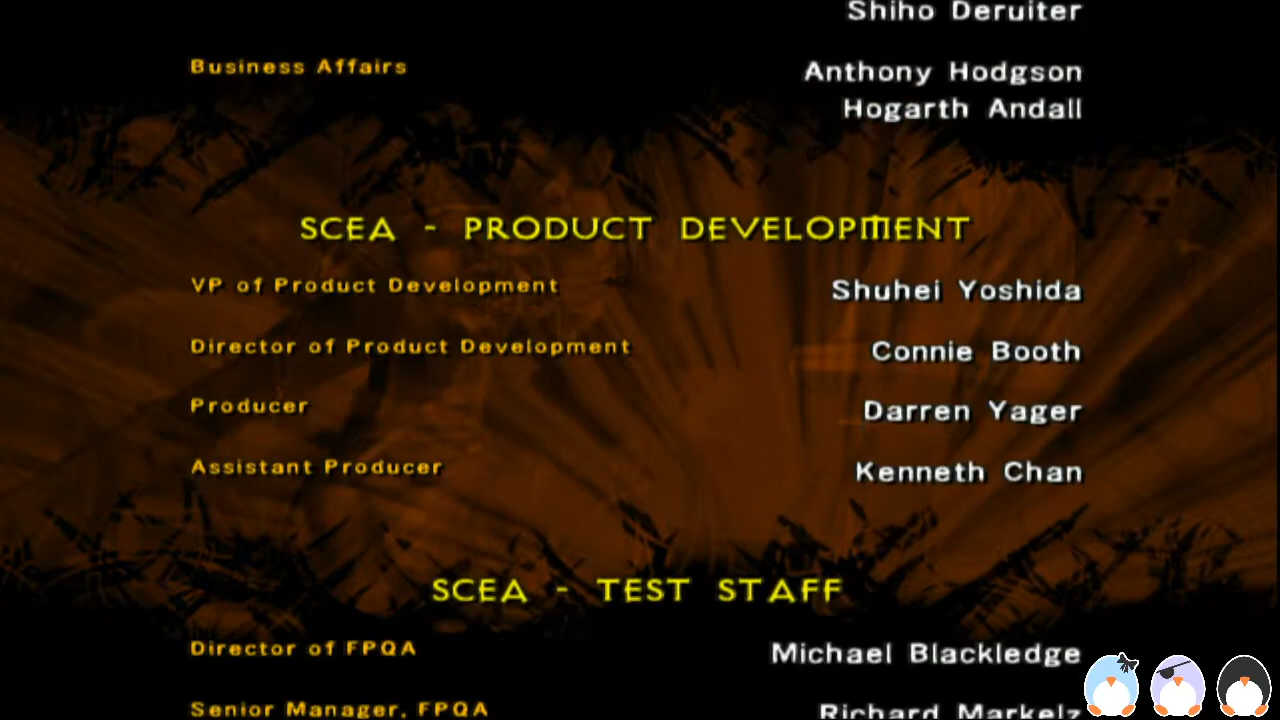 Shiho Deruiter
Business Affairs Anthony Hodgson
Hogarth Andall
SCEA - PRODUCT DEVELOPMENT
VP of Product Development Shuhei Yoshida
Director of Product Development Connie Booth
Producer Darren Yager
Assistant Producer Kenneth Chan
SCEA - TEST STAFF
Director of FPQA Michael Blackledge
Senior Manager, FPQA Richard Markelz